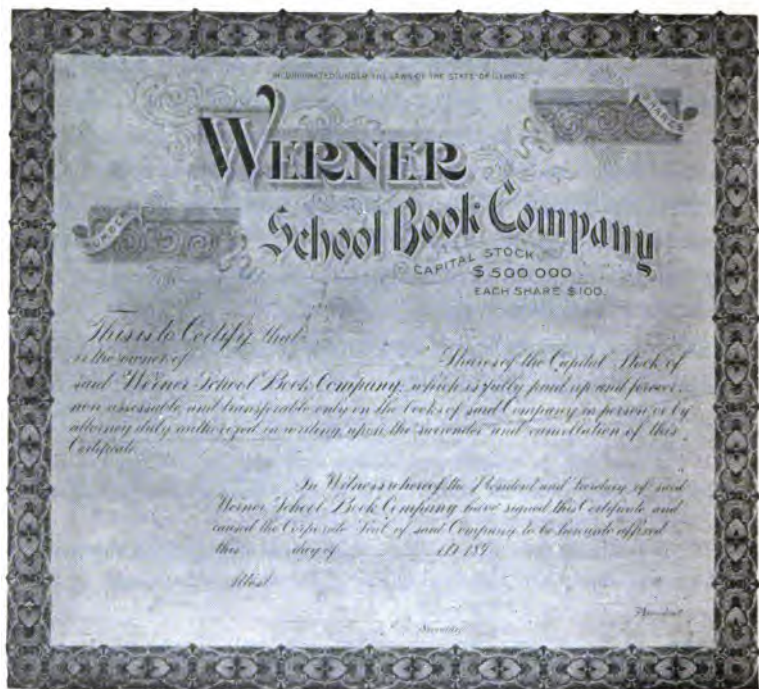 INCORPORATED UNDER THE LAWS OF THE STATE OF ILLINOIS
SHARES
WERNER
School Book Company
CAPITAL STOCK
$500 000
EACH SHARE $100.
This is to Certify that
is the owner of Shares of the Capital Stock of
said Werner School Book Company, which is fully paid up and forever
non assessable and transferable only on the books of said Company in person or by
attorney duly authorized in writing, upon the surrender and cancellation of this
Certificate.
In Witness whereof the President and Secretary of said
Werner School Book Company have signed this Certificate and
caused the Corporate Seal of said Company to be hereunto affixed
this day of A.D. 189
Attest
President
Secretary